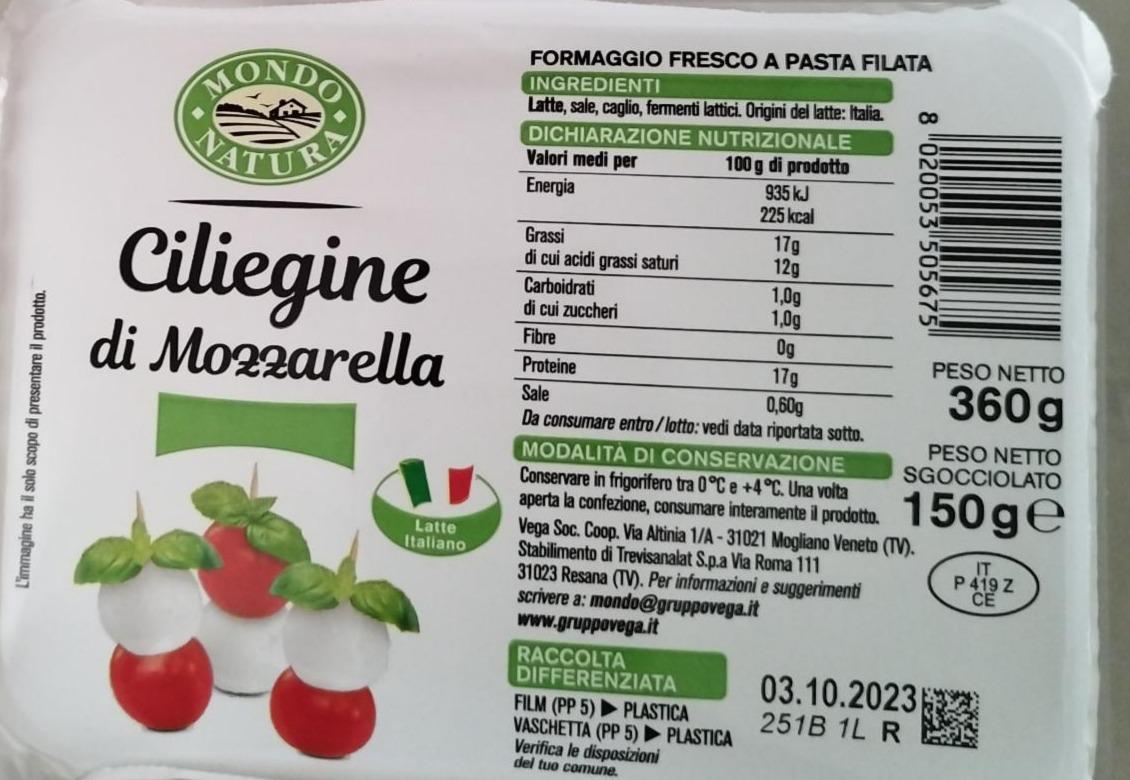 MONDO
NATURA
Ciliegine
di Mozzarella
Latte
Italiano
L'immagine ha il solo scopo di presentare il prodotto.
FORMAGGIO FRESCO A PASTA FILATA
INGREDIENTI
Latte, sale, caglio, fermenti lattici. Origini del latte: Italia.
DICHIARAZIONE NUTRIZIONALE
Valori medi per 100 g di prodotto
Energia 935 kJ
225 kcal
Grassi 17g
di cui acidi grassi saturi 12g
Carboidrati 1,0g
di cui zuccheri 1,0g
Fibre 0g
Proteine 17g
Sale 0,60g
Da consumare entro / lotto: vedi data riportata sotto.
MODALITÀ DI CONSERVAZIONE
Conservare in frigorifero tra 0°C e +4°C. Una volta
aperta la confezione, consumare interamente il prodotto.
Vega Soc. Coop. Via Altinia 1/A - 31021 Mogliano Veneto (TV).
Stabilimento di Trevisanalat S.p.a Via Roma 111
31023 Resana (TV). Per informazioni e suggerimenti
scrivere a: mondo@gruppovega.it
www.gruppovega.it
RACCOLTA
DIFFERENZIATA
FILM (PP 5) ▶ PLASTICA
VASCHETTA (PP 5) ▶ PLASTICA
Verifica le disposizioni
del tuo comune.
8 020053 505675
PESO NETTO
360 g
PESO NETTO
SGOCCIOLATO
150 g e
IT
P 419 Z
CE
03.10.2023
251B 1L R